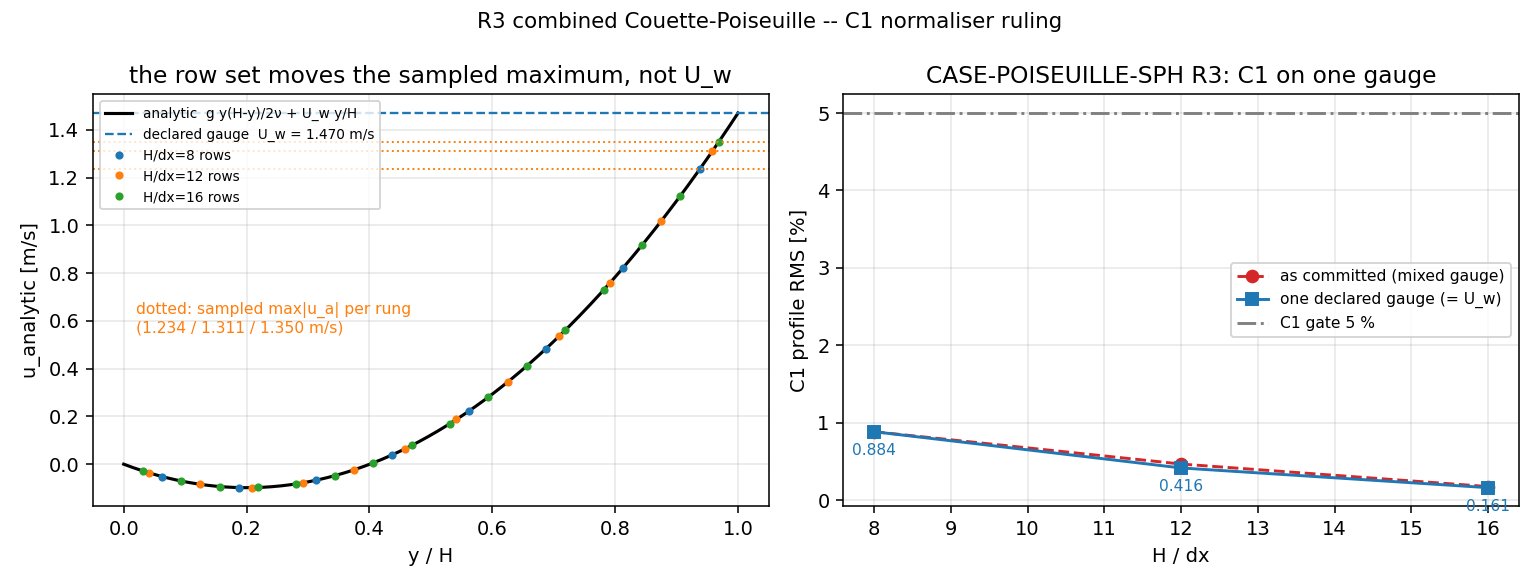 R3 combined Couette-Poiseuille -- C1 normaliser ruling
the row set moves the sampled maximum, not U_w
analytic  g y(H-y)/2ν + U_w y/H
declared gauge  U_w = 1.470 m/s
H/dx=8 rows
H/dx=12 rows
H/dx=16 rows
dotted: sampled max|u_a| per rung
(1.234 / 1.311 / 1.350 m/s)
u_analytic [m/s]
1.4
1.2
1.0
0.8
0.6
0.4
0.2
0.0
0.0 0.2 0.4 0.6 0.8 1.0
y / H
CASE-POISEUILLE-SPH R3: C1 on one gauge
as committed (mixed gauge)
one declared gauge (= U_w)
C1 gate 5 %
C1 profile RMS [%]
5
4
3
2
1
0
0.884
0.416
0.161
8 9 10 11 12 13 14 15 16
H / dx